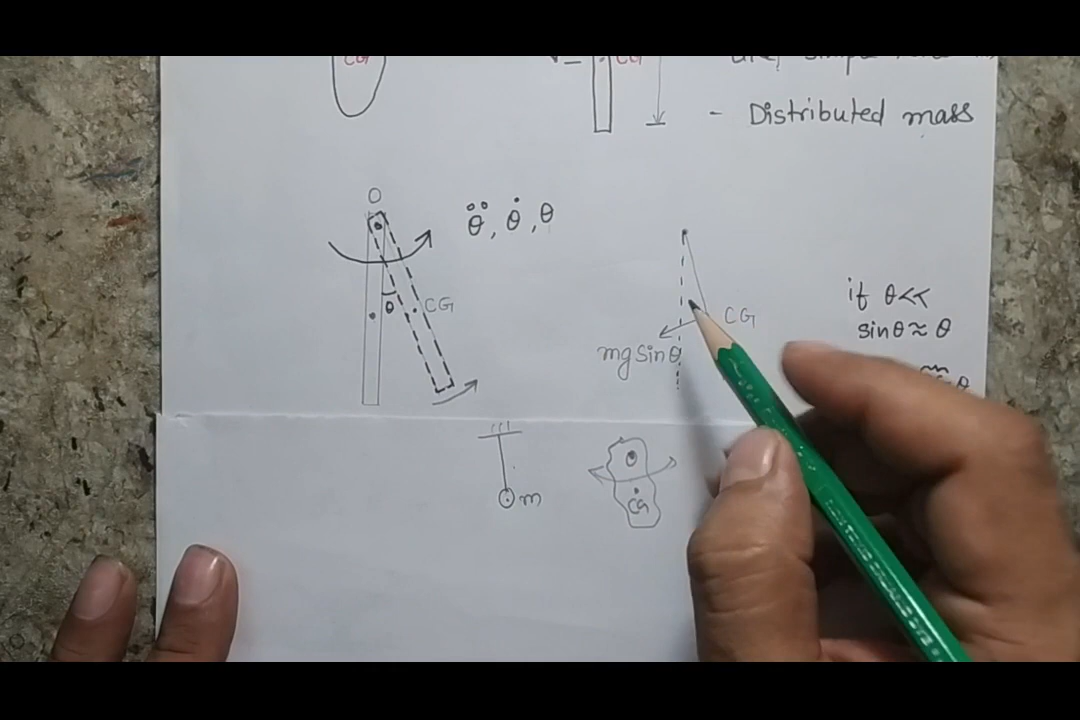 CG
CG
- Distributed mass
O
θ̈, θ̇, θ
θ
CG
CG
mg sinθ
if θ<<
sinθ ≈ θ
θ
m
CG